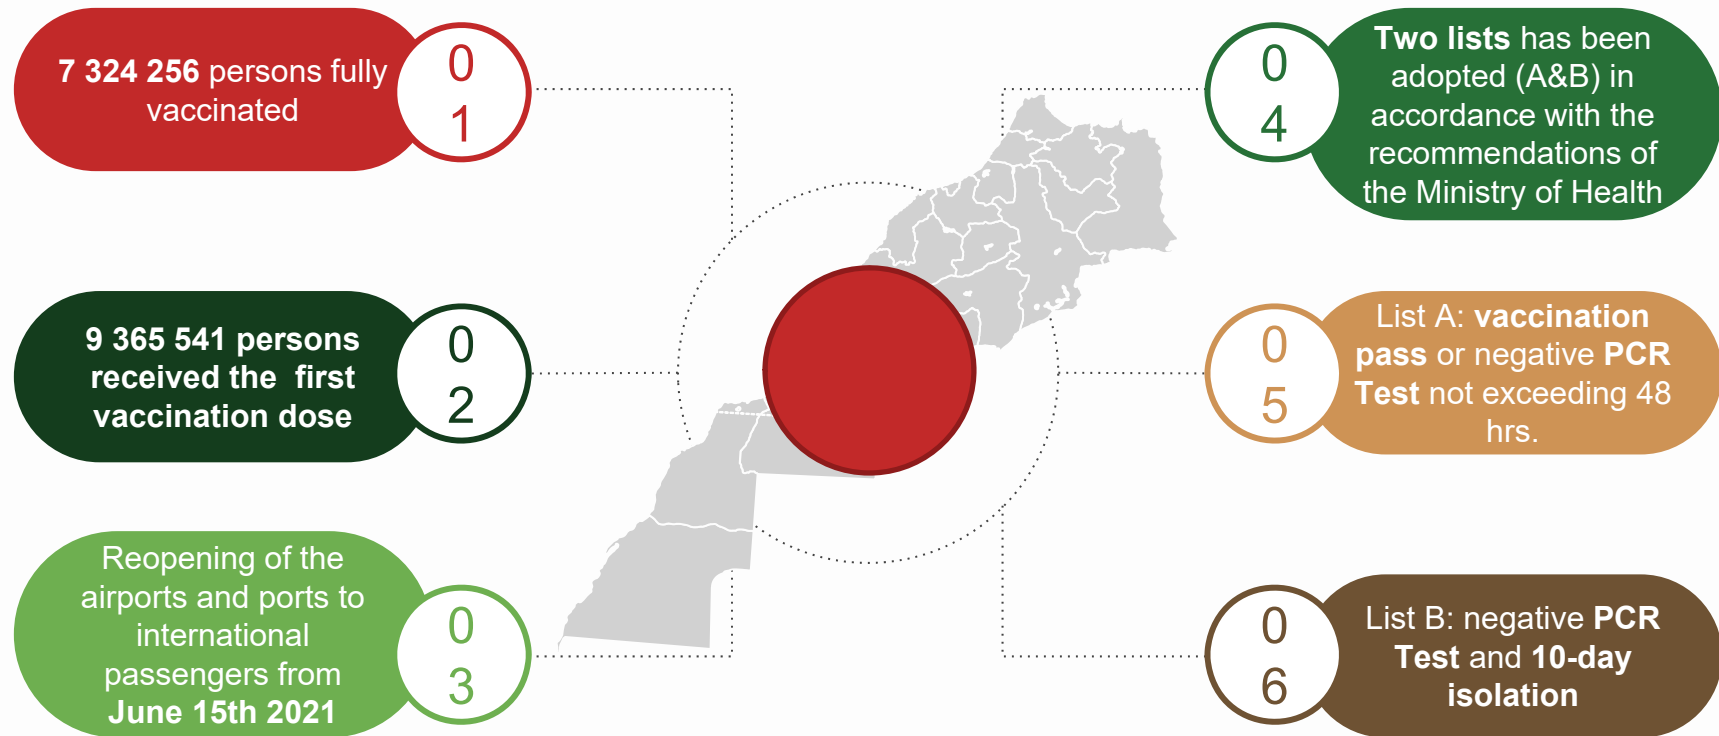 7 324 256 persons fully
vaccinated
0
1
9 365 541 persons
received the  first
vaccination dose
0
2
Reopening of the
airports and ports to
international
passengers from
June 15th 2021
0
3
0
4
Two lists has been
adopted (A&B) in
accordance with the
recommendations of
the Ministry of Health
0
5
List A: vaccination
pass or negative PCR
Test not exceeding 48
hrs.
0
6
List B: negative PCR
Test and 10-day
isolation